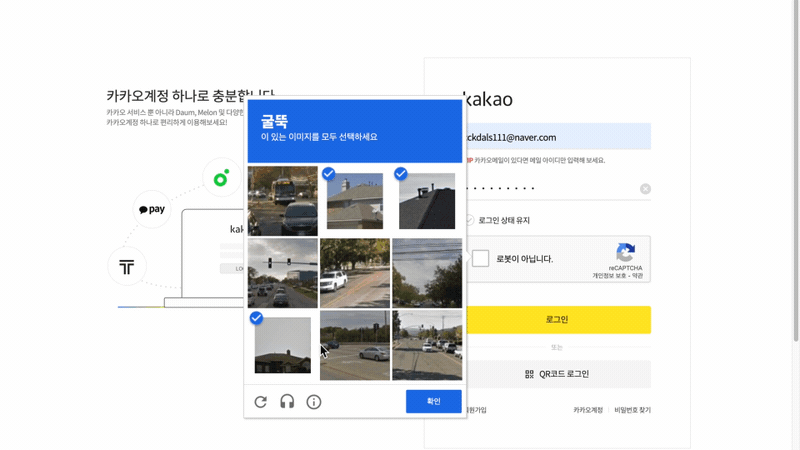 카카오계정 하나로 충분합니다
카카오 서비스 뿐 아니라 Daum, Melon 및 다양한
카카오계정 하나로 편리하게 이용해보세요!
pay
kak
LO
굴뚝
이 있는 이미지를 모두 선택하세요
확인
kakao
ckdals111@naver.com
카카오메일이 있다면 메일 아이디만 입력해 보세요.
로그인 상태 유지
로봇이 아닙니다.
reCAPTCHA
개인정보 보호 - 약관
로그인
또는
QR코드 로그인
원가입
카카오계정 | 비밀번호 찾기